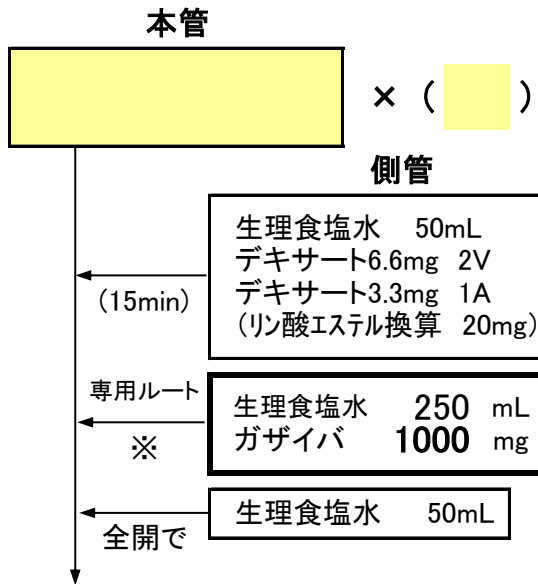 本管
×（　　）
側管
生理食塩水　50mL
デキサート6.6mg 2V
デキサート3.3mg 1A
(リン酸エステル換算 20mg)
(15min)
専用ルート
※
生理食塩水　250 mL
ガザイバ　1000 mg
生理食塩水　50mL
全開で